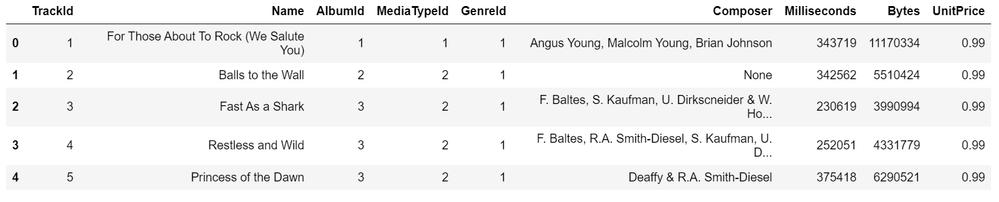 TrackId Name AlbumId MediaTypeId GenreId Composer Milliseconds Bytes UnitPrice
0 1 For Those About To Rock (We Salute You) 1 1 1 Angus Young, Malcolm Young, Brian Johnson 343719 11170334 0.99
1 2 Balls to the Wall 2 2 1 None 342562 5510424 0.99
2 3 Fast As a Shark 3 2 1 F. Baltes, S. Kaufman, U. Dirkscneider & W. Ho... 230619 3990994 0.99
3 4 Restless and Wild 3 2 1 F. Baltes, R.A. Smith-Diesel, S. Kaufman, U. D... 252051 4331779 0.99
4 5 Princess of the Dawn 3 2 1 Deaffy & R.A. Smith-Diesel 375418 6290521 0.99